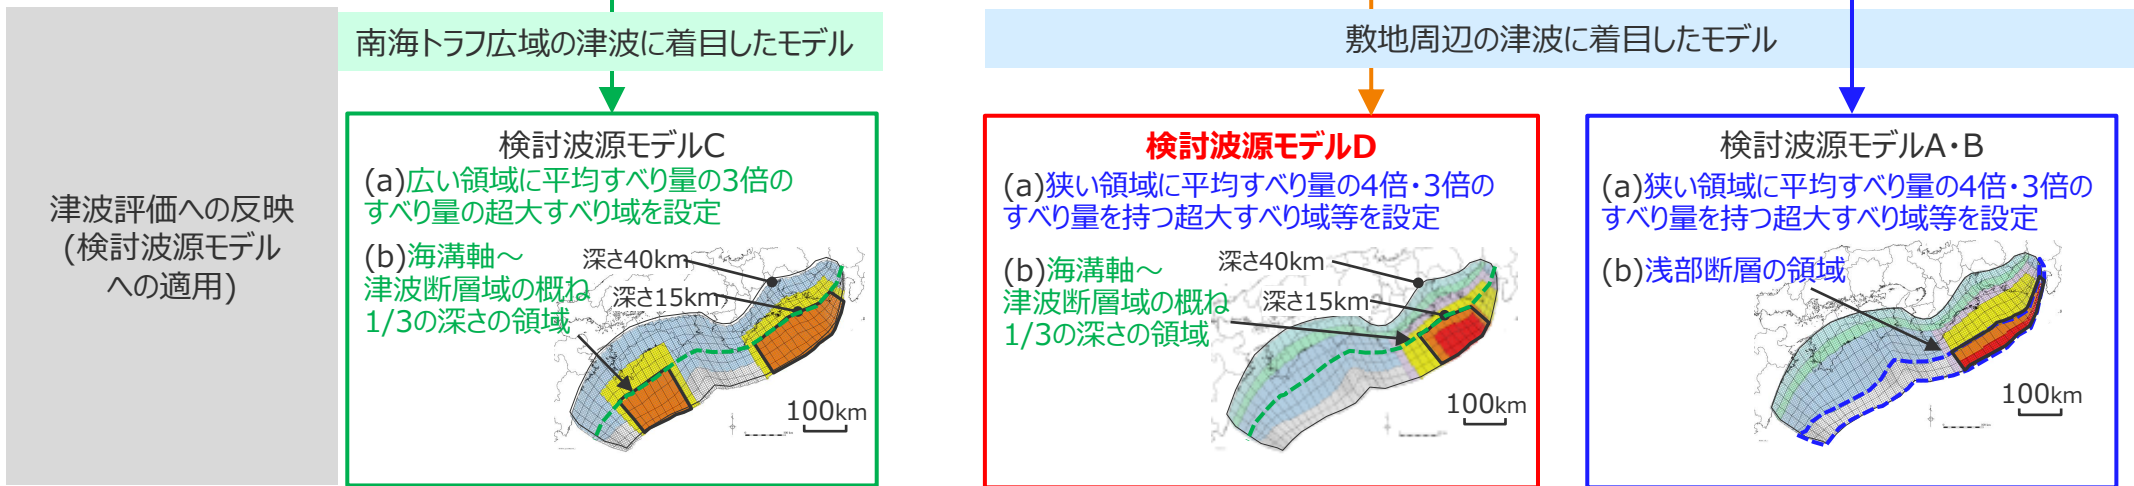 南海トラフ広域の津波に着目したモデル
敷地周辺の津波に着目したモデル
津波評価への反映
(検討波源モデル
への適用)
検討波源モデルC
(a)広い領域に平均すべり量の3倍の
すべり量の超大すべり域を設定
(b)海溝軸～
津波断層域の概ね
1/3の深さの領域
深さ40km
深さ15km
100km
検討波源モデルD
(a)狭い領域に平均すべり量の4倍・3倍の
すべり量を持つ超大すべり域等を設定
(b)海溝軸～
津波断層域の概ね
1/3の深さの領域
深さ40km
深さ15km
100km
検討波源モデルA・B
(a)狭い領域に平均すべり量の4倍・3倍の
すべり量を持つ超大すべり域等を設定
(b)浅部断層の領域
100km